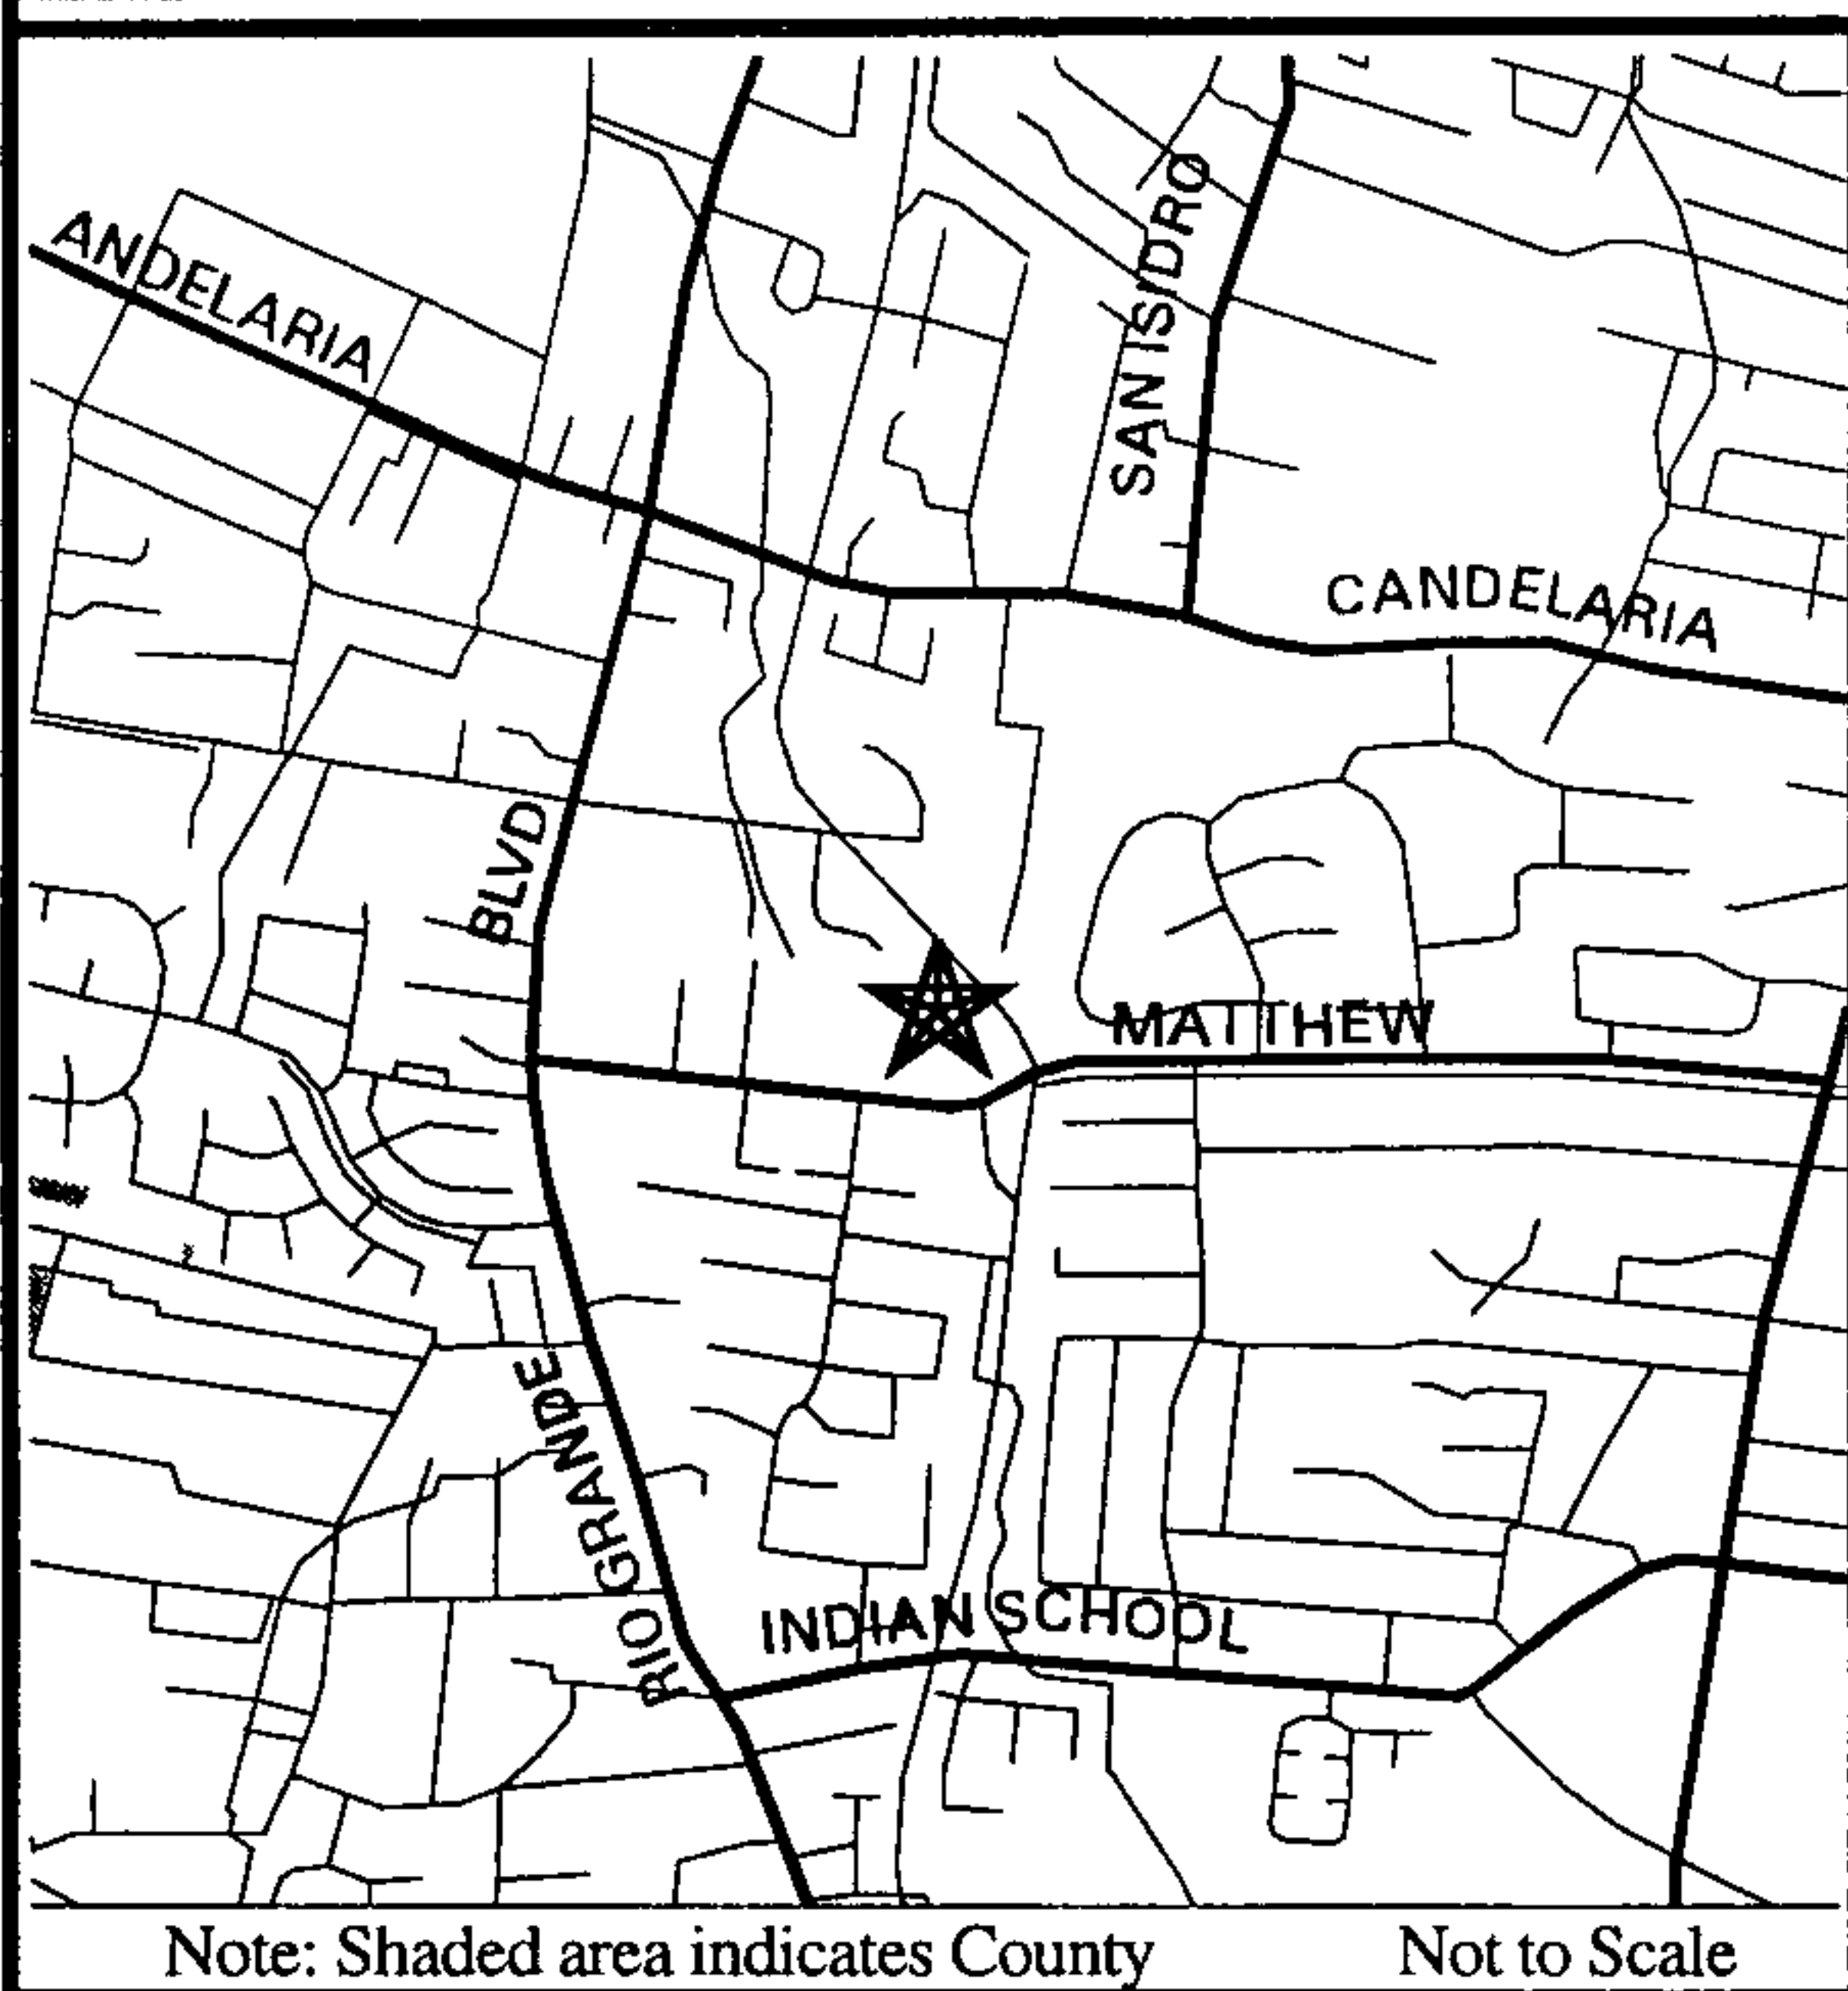 ANDELARIA
SAN ISIDRO
CANDELARIA
BLVD
MATTHEW
RIO GRANDE
INDIAN SCHOOL
Note: Shaded area indicates County
Not to Scale